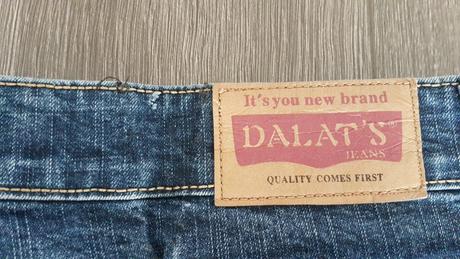 It's you new brand
DALAT'S®
JEANS
QUALITY COMES FIRST